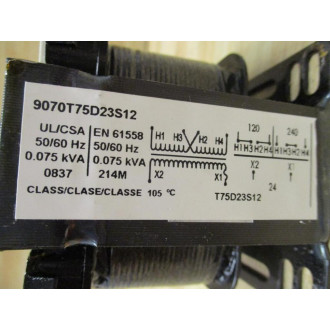 9070T75D23S12
UL/CSA EN 61558
50/60 Hz 50/60 Hz
0.075 kVA 0.075 kVA
0837 214M
CLASS/CLASE/CLASSE 105 °C
H1 H3 H2 H4
X2 X1
120 240
H1 H3 H2 H4 H1 H3 H2 H4
X2 X1
24
T75D23S12